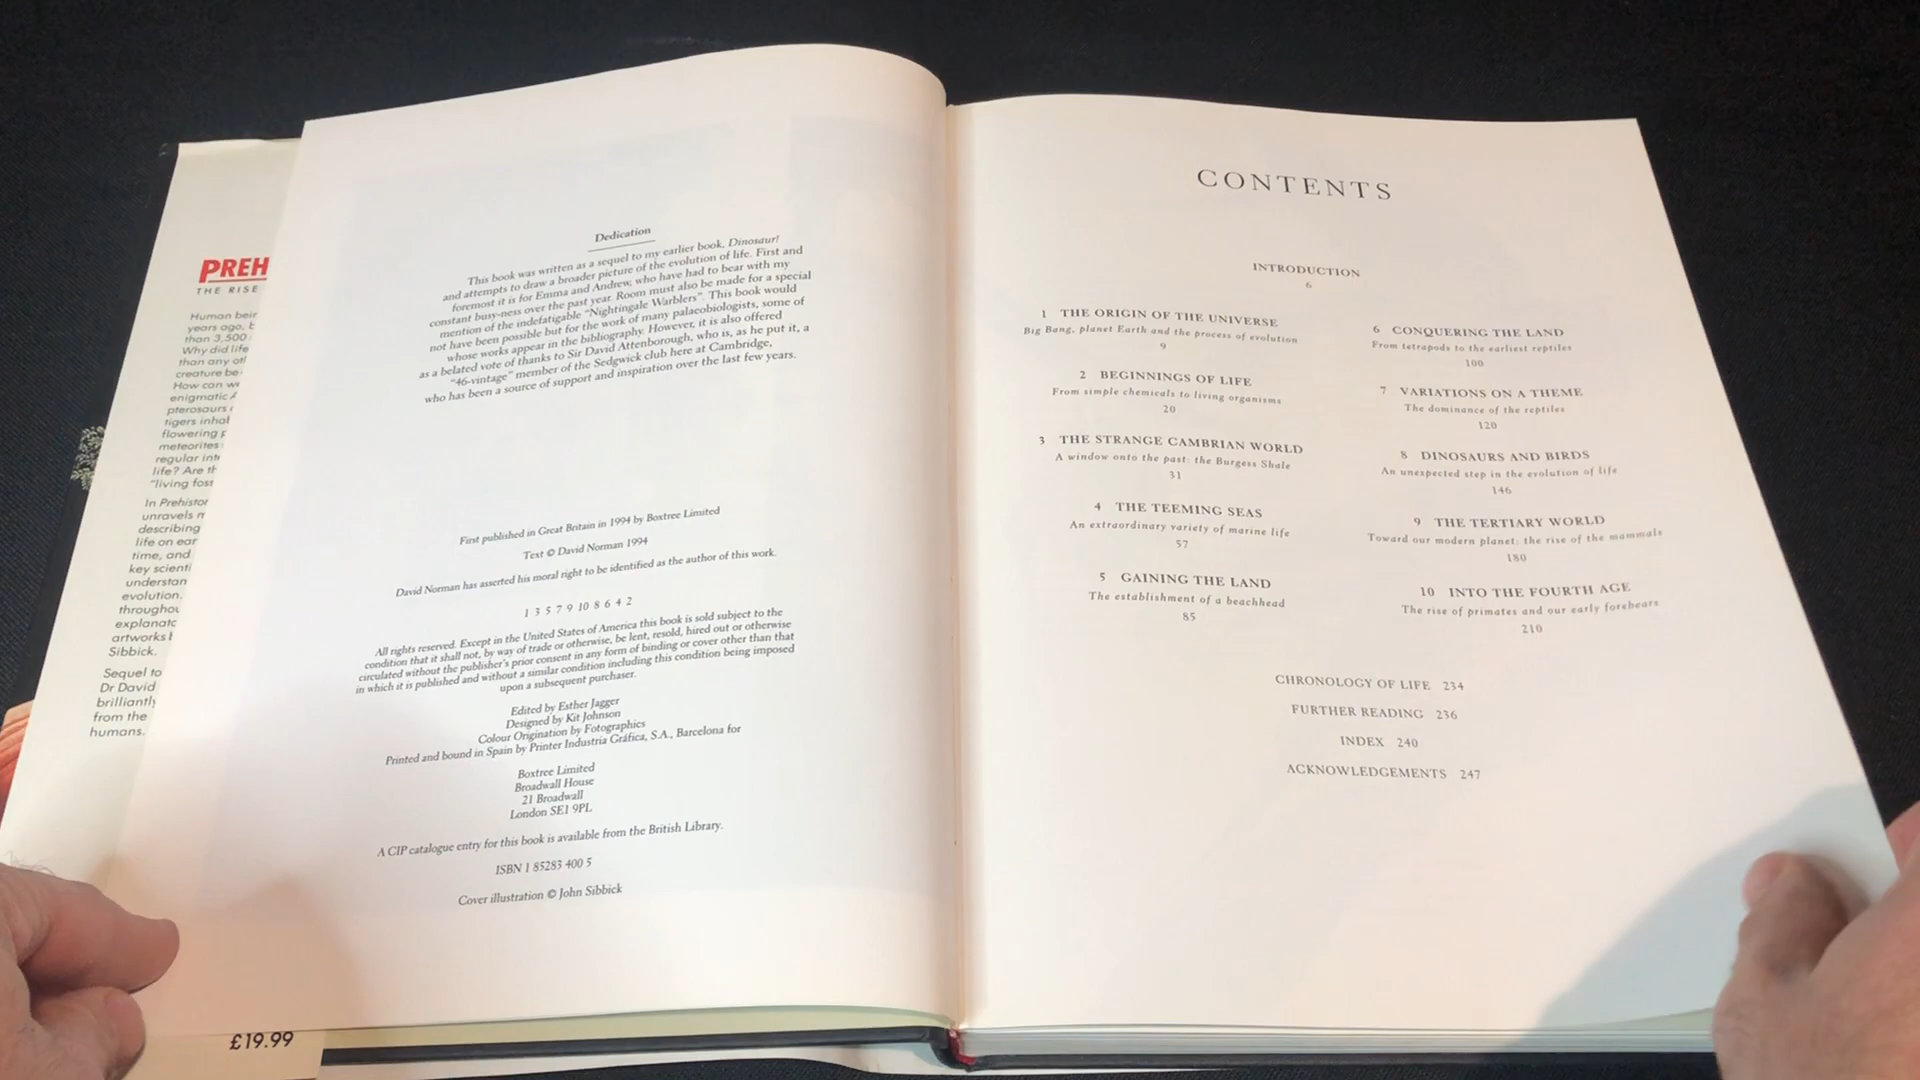 PREH
THE RISE
Human bein
years ago, b
than 3,500
Why did life
than any oth
creature be
How can we
enigmatic A
pterosaurs
tigers inhab
flowering p
meteorites
regular inte
life? Are th
"living foss
In Prehistor
unravels m
describing
life on ear
time, and
key scienti
understan
evolution.
throughou
explanato
artworks b
Sibbick.
Sequel to
Dr David
brilliantly
from the
humans.
£19.99
Dedication
This book was written as a sequel to my earlier book, Dinosaur!
and attempts to draw a broader picture of the evolution of life. First and
foremost it is for Emma and Andrew, who have had to bear with my
constant busy-ness over the past year. Room must also be made for a special
mention of the indefatigable "Nightingale Warblers". This book would
not have been possible but for the work of many palaeobiologists, some of
whose works appear in the bibliography. However, it is also offered
as a belated vote of thanks to Sir David Attenborough, who is, as he put it, a
"46-vintage" member of the Sedgwick club here at Cambridge,
who has been a source of support and inspiration over the last few years.
First published in Great Britain in 1994 by Boxtree Limited
Text © David Norman 1994
David Norman has asserted his moral right to be identified as the author of this work.
1 3 5 7 9 10 8 6 4 2
All rights reserved. Except in the United States of America this book is sold subject to the
condition that it shall not, by way of trade or otherwise, be lent, resold, hired out or otherwise
circulated without the publisher's prior consent in any form of binding or cover other than that
in which it is published and without a similar condition including this condition being imposed
upon a subsequent purchaser.
Edited by Esther Jagger
Designed by Kit Johnson
Colour Origination by Fotographics
Printed and bound in Spain by Printer Industria Gráfica, S.A., Barcelona for
Boxtree Limited
Broadwall House
21 Broadwall
London SE1 9PL
A CIP catalogue entry for this book is available from the British Library.
ISBN 1 85283 400 5
Cover illustration © John Sibbick
CONTENTS
INTRODUCTION
6
1 THE ORIGIN OF THE UNIVERSE
Big Bang, planet Earth and the process of evolution
9
2 BEGINNINGS OF LIFE
From simple chemicals to living organisms
20
3 THE STRANGE CAMBRIAN WORLD
A window onto the past: the Burgess Shale
31
4 THE TEEMING SEAS
An extraordinary variety of marine life
57
5 GAINING THE LAND
The establishment of a beachhead
85
6 CONQUERING THE LAND
From tetrapods to the earliest reptiles
100
7 VARIATIONS ON A THEME
The dominance of the reptiles
120
8 DINOSAURS AND BIRDS
An unexpected step in the evolution of life
146
9 THE TERTIARY WORLD
Toward our modern planet: the rise of the mammals
180
10 INTO THE FOURTH AGE
The rise of primates and our early forebears
210
CHRONOLOGY OF LIFE 234
FURTHER READING 236
INDEX 240
ACKNOWLEDGEMENTS 247